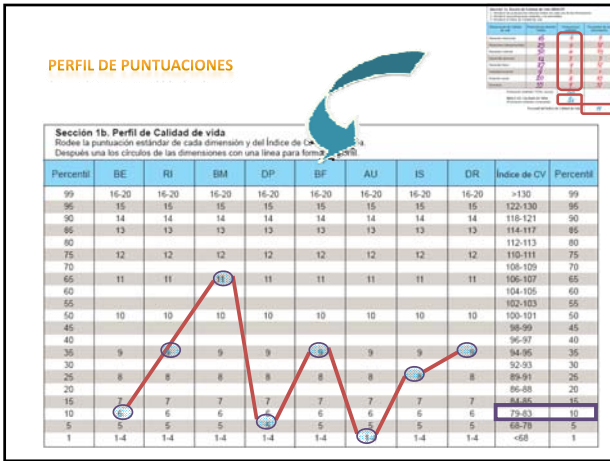 PERFIL DE PUNTUACIONES
Sección 1b. Perfil de Calidad de vida
Rodee la puntuación estándar de cada dimensión y del Índice de
Después una los círculos de las dimensiones con una línea para formar
Percentil BE RI BM DP BF AU IS DR Índice de CV Percentil
99 16-20 16-20 16-20 16-20 16-20 16-20 16-20 16-20 >130 99
95 15 15 15 15 15 15 15 15 122-130 95
90 14 14 14 14 14 14 14 14 118-121 90
85 13 13 13 13 13 13 13 13 114-117 85
80 112-113 80
75 12 12 12 12 12 12 12 12 110-111 75
70 108-109 70
65 11 11 11 11 11 11 11 11 106-107 65
60 104-105 60
55 102-103 55
50 10 10 10 10 10 10 10 10 100-101 50
45 98-99 45
40 96-97 40
35 9 9 9 9 9 9 94-95 35
30 92-93 30
25 8 8 8 8 8 8 8 89-91 25
20 86-88 20
15 7 7 7 7 7 7 7 7 84-85 15
10 6 6 6 6 6 6 6 6 79-83 10
5 5 5 5 5 5 5 5 68-78 5
1 1-4 1-4 1-4 1-4 1-4 1-4 1-4 1-4 <68 1